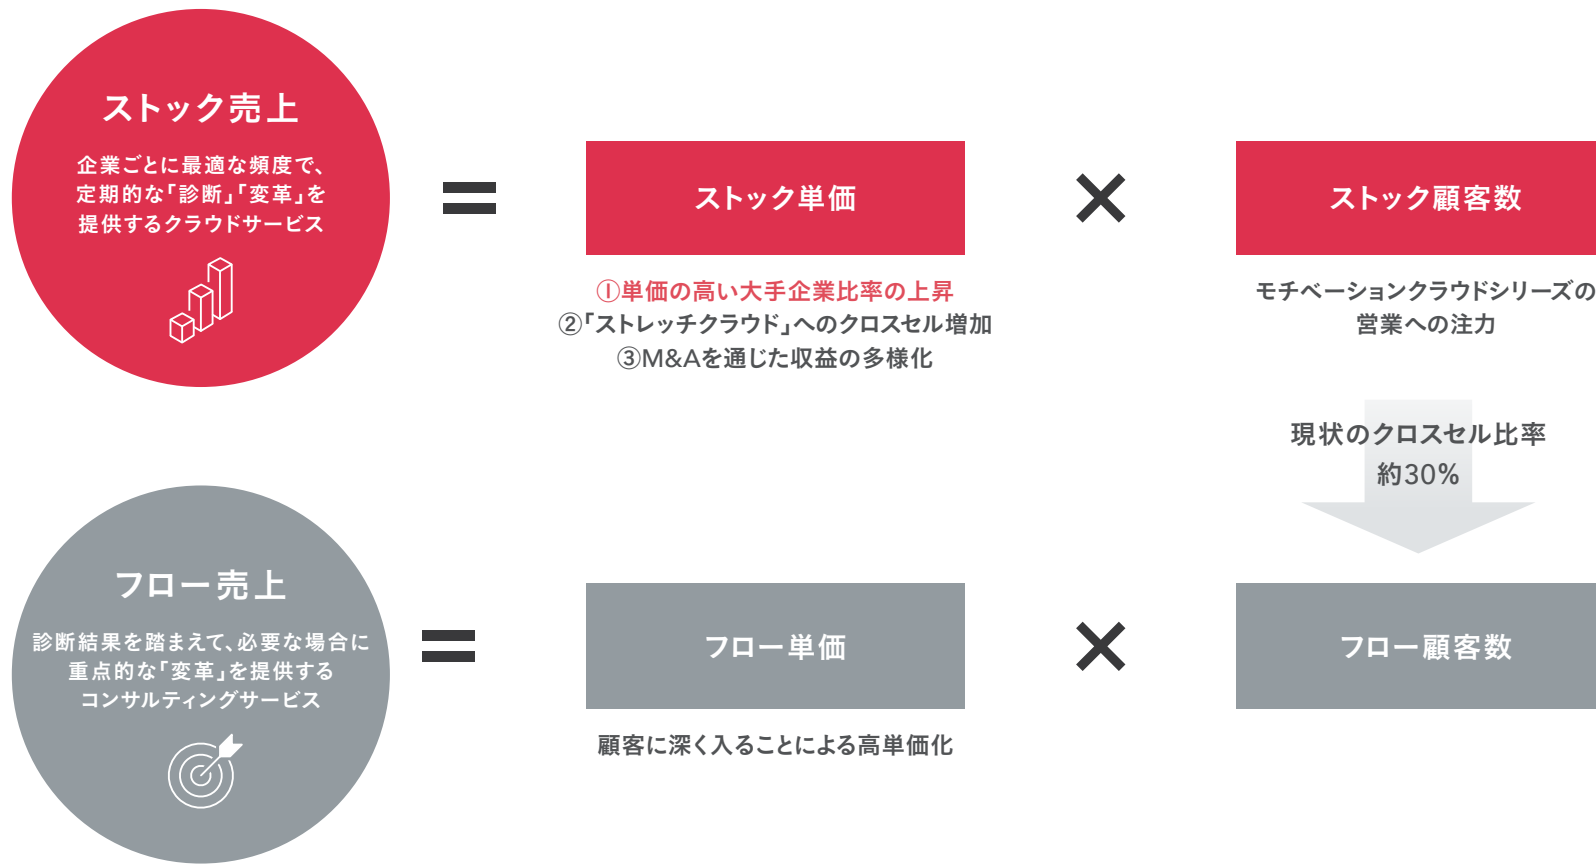 ストック売上
企業ごとに最適な頻度で、
定期的な「診断」「変革」を
提供するクラウドサービス
=
ストック単価
×
ストック顧客数
①単価の高い大手企業比率の上昇
②「ストレッチクラウド」へのクロスセル増加
③M&Aを通じた収益の多様化
モチベーションクラウドシリーズの
営業への注力
現状のクロスセル比率
約30%
フロー売上
診断結果を踏まえて、必要な場合に
重点的な「変革」を提供する
コンサルティングサービス
=
フロー単価
×
フロー顧客数
顧客に深く入ることによる高単価化